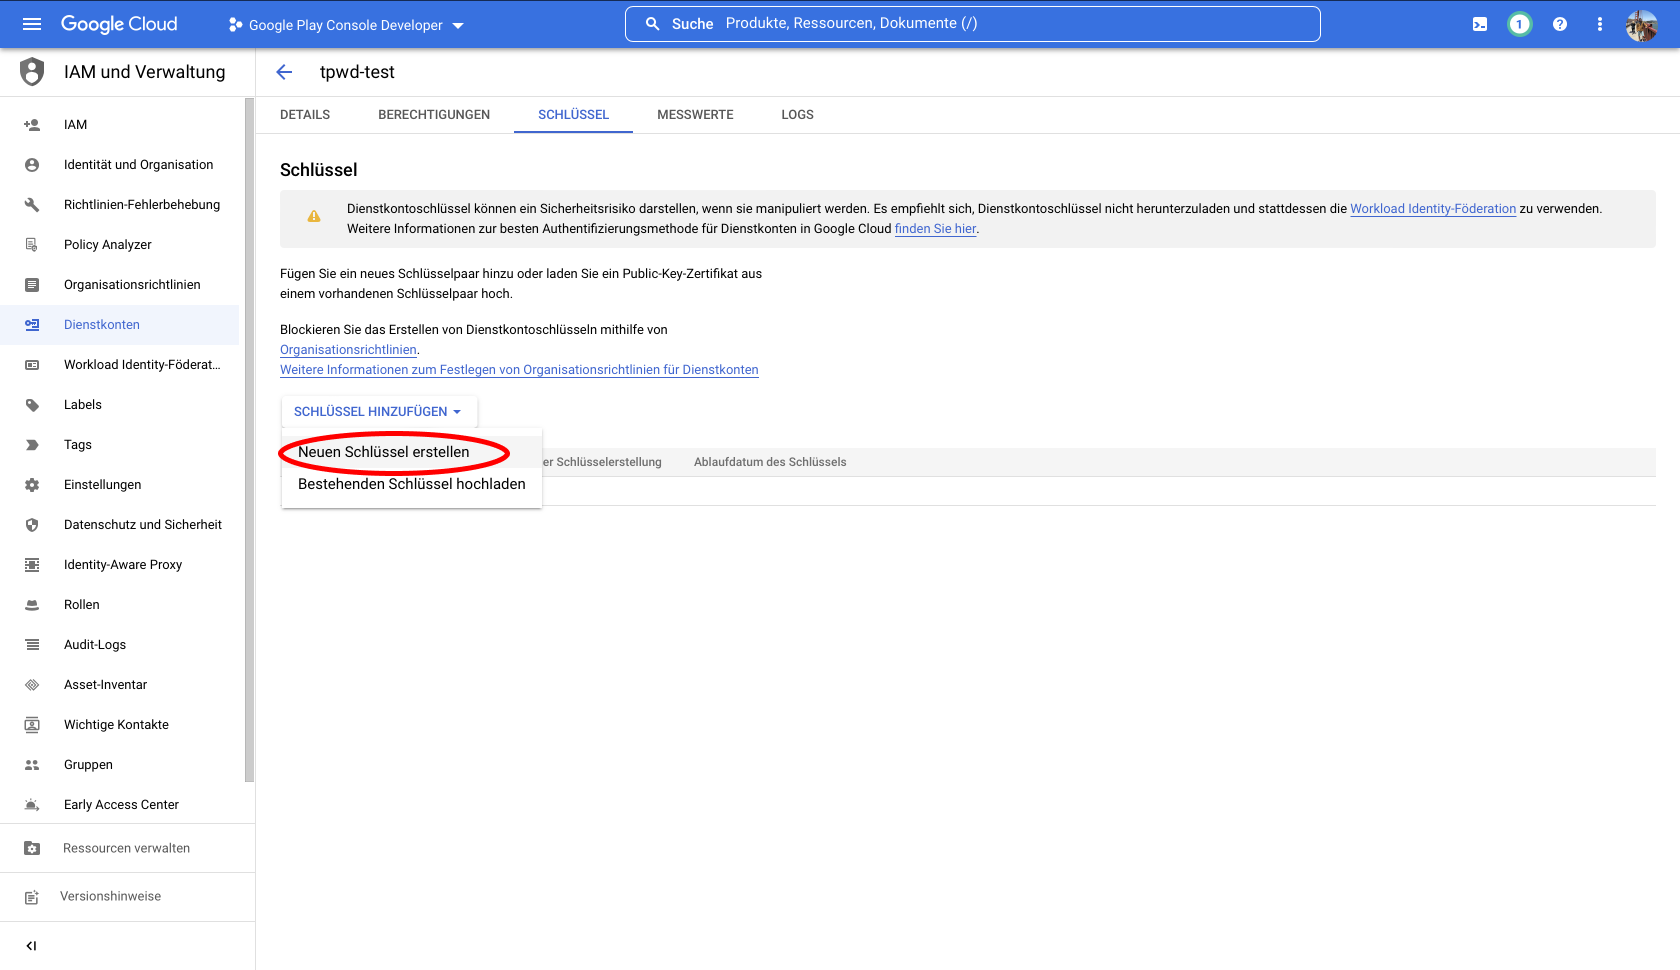 Google Cloud
Google Play Console Developer
Suche Produkte, Ressourcen, Dokumente (/)
1
IAM und Verwaltung
tpwd-test
DETAILS BERECHTIGUNGEN SCHLÜSSEL MESSWERTE LOGS
IAM
Identität und Organisation
Richtlinien-Fehlerbehebung
Policy Analyzer
Organisationsrichtlinien
Dienstkonten
Workload Identity-Föderat...
Labels
Tags
Einstellungen
Datenschutz und Sicherheit
Identity-Aware Proxy
Rollen
Audit-Logs
Asset-Inventar
Wichtige Kontakte
Gruppen
Early Access Center
Ressourcen verwalten
Versionshinweise
Schlüssel
Dienstkontoschlüssel können ein Sicherheitsrisiko darstellen, wenn sie manipuliert werden. Es empfiehlt sich, Dienstkontoschlüssel nicht herunterzuladen und stattdessen die Workload Identity-Föderation zu verwenden.
Weitere Informationen zur besten Authentifizierungsmethode für Dienstkonten in Google Cloud finden Sie hier.
Fügen Sie ein neues Schlüsselpaar hinzu oder laden Sie ein Public-Key-Zertifikat aus
einem vorhandenen Schlüsselpaar hoch.
Blockieren Sie das Erstellen von Dienstkontoschlüsseln mithilfe von
Organisationsrichtlinien.
Weitere Informationen zum Festlegen von Organisationsrichtlinien für Dienstkonten
SCHLÜSSEL HINZUFÜGEN
Neuen Schlüssel erstellen
Bestehenden Schlüssel hochladen
er Schlüsselerstellung Ablaufdatum des Schlüssels